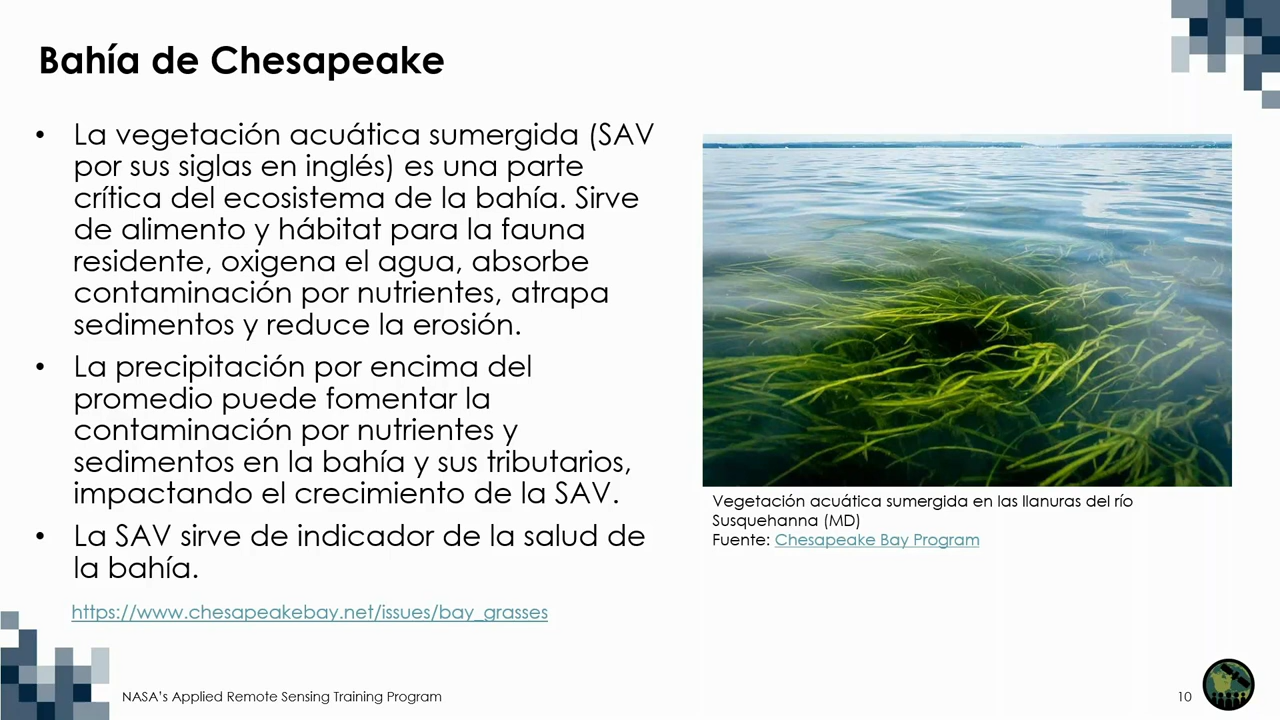 Bahía de Chesapeake
• La vegetación acuática sumergida (SAV
por sus siglas en inglés) es una parte
crítica del ecosistema de la bahía. Sirve
de alimento y hábitat para la fauna
residente, oxigena el agua, absorbe
contaminación por nutrientes, atrapa
sedimentos y reduce la erosión.
• La precipitación por encima del
promedio puede fomentar la
contaminación por nutrientes y
sedimentos en la bahía y sus tributarios,
impactando el crecimiento de la SAV.
• La SAV sirve de indicador de la salud de
la bahía.
https://www.chesapeakebay.net/issues/bay_grasses
Vegetación acuática sumergida en las llanuras del río
Susquehanna (MD)
Fuente: Chesapeake Bay Program
NASA's Applied Remote Sensing Training Program
10